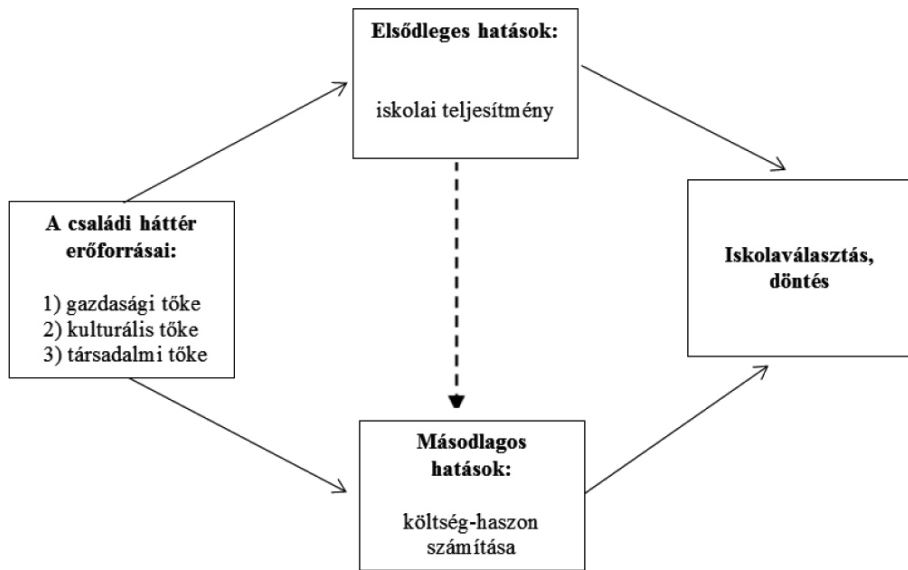 Elsődleges hatások:
iskolai teljesítmény
A családi háttér
erőforrásai:
1) gazdasági tőke
2) kulturális tőke
3) társadalmi tőke
Iskolaválasztás,
döntés
Másodlagos
hatások:
költség-haszon
számítása